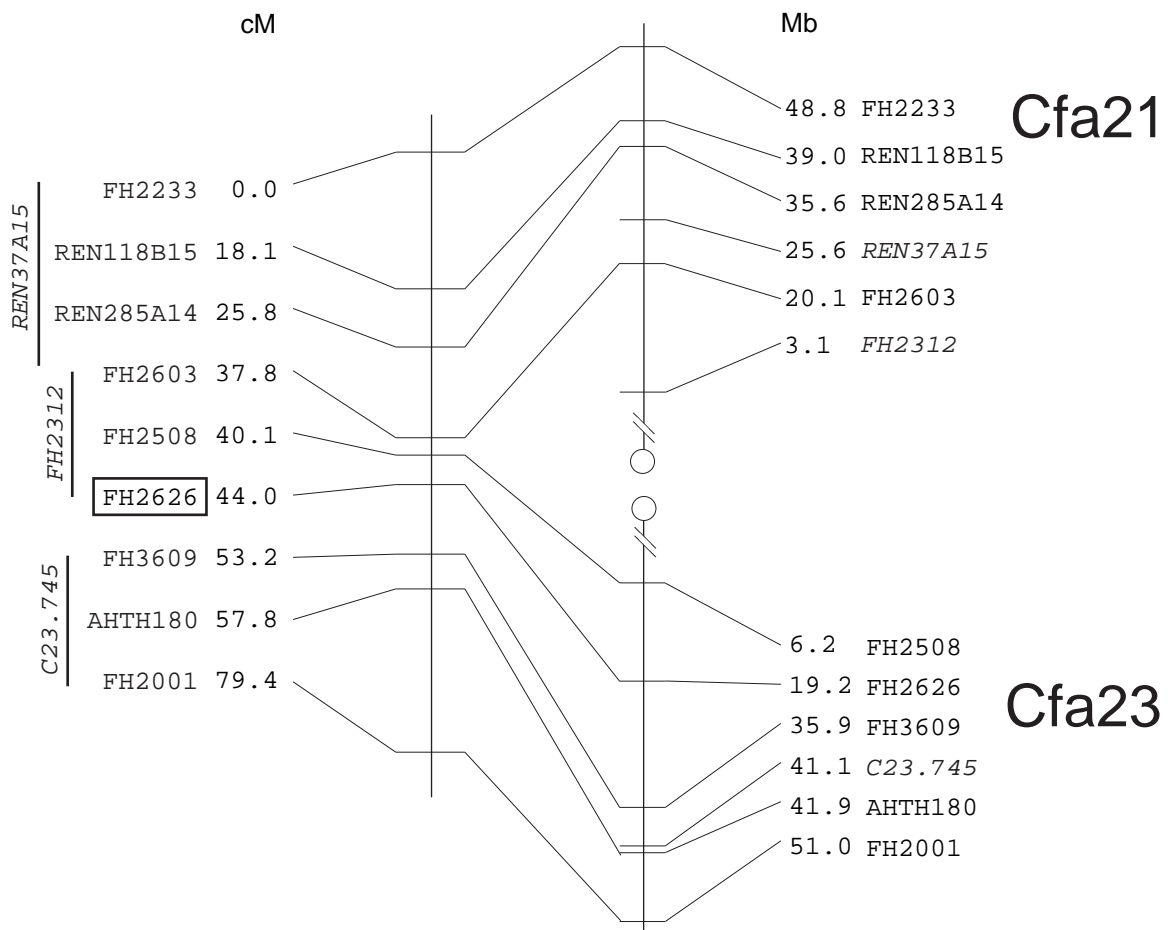 cM
Mb
Cfa21
48.8 FH2233
39.0 REN118B15
35.6 REN285A14
25.6 REN37A15
20.1 FH2603
3.1 FH2312
REN37A15
FH2312
C23.745
FH2233 0.0
REN118B15 18.1
REN285A14 25.8
FH2603 37.8
FH2508 40.1
FH2626 44.0
FH3609 53.2
AHTH180 57.8
FH2001 79.4
Cfa23
6.2 FH2508
19.2 FH2626
35.9 FH3609
41.1 C23.745
41.9 AHTH180
51.0 FH2001